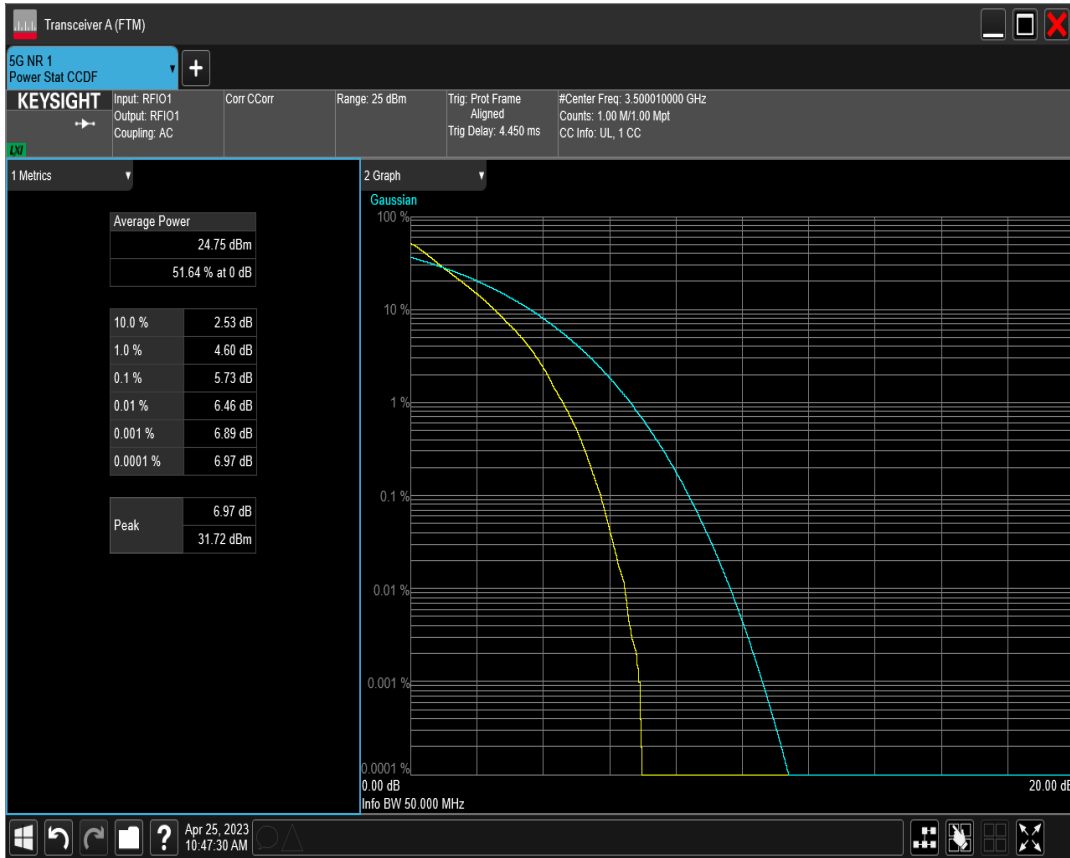 Transceiver A (FTM)
5G NR 1
Power Stat CCDF
+
KEYSIGHT
LXI
Input: RFIO1
Output: RFIO1
Coupling: AC
Corr CCorr
Range: 25 dBm
Trig: Prot Frame
Aligned
Trig Delay: 4.450 ms
#Center Freq: 3.500010000 GHz
Counts: 1.00 M/1.00 Mpt
CC Info: UL, 1 CC
1 Metrics
Average Power
24.75 dBm
51.64 % at 0 dB
10.0 % 2.53 dB
1.0 % 4.60 dB
0.1 % 5.73 dB
0.01 % 6.46 dB
0.001 % 6.89 dB
0.0001 % 6.97 dB
Peak
6.97 dB
31.72 dBm
2 Graph
Gaussian
100 %
10 %
1 %
0.1 %
0.01 %
0.001 %
0.0001 %
0.00 dB 20.00 dB
Info BW 50.000 MHz
?
Apr 25, 2023
10:47:30 AM